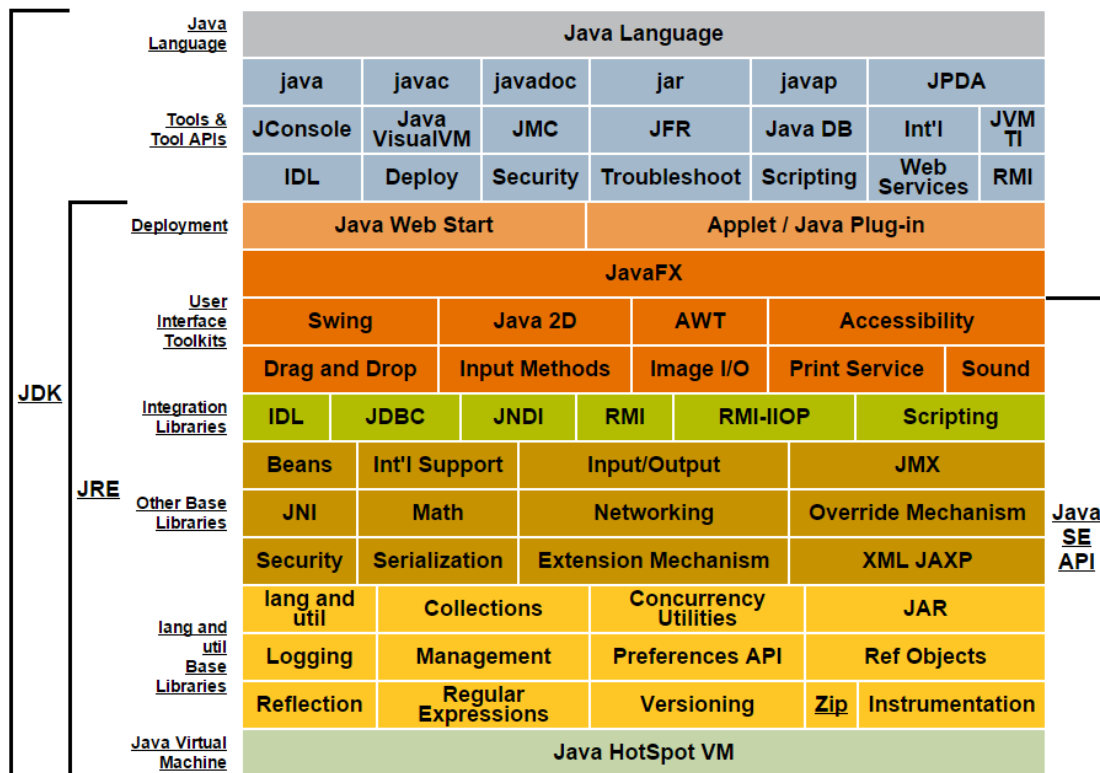 Java
Language
Java Language
java javac javadoc jar javap JPDA
Tools &
Tool APIs
JConsole Java
VisualVM JMC JFR Java DB Int'l JVM
TI
IDL Deploy Security Troubleshoot Scripting Web
Services RMI
Deployment
Java Web Start Applet / Java Plug-in
JavaFX
User
Interface
Toolkits
Swing Java 2D AWT Accessibility
Drag and Drop Input Methods Image I/O Print Service Sound
JDK
Integration
Libraries
IDL JDBC JNDI RMI RMI-IIOP Scripting
JRE
Other Base
Libraries
Beans Int'l Support Input/Output JMX
JNI Math Networking Override Mechanism
Security Serialization Extension Mechanism XML JAXP
Java
SE
API
lang and
util
Base
Libraries
lang and
util Collections Concurrency
Utilities JAR
Logging Management Preferences API Ref Objects
Reflection Regular
Expressions Versioning Zip Instrumentation
Java Virtual
Machine
Java HotSpot VM